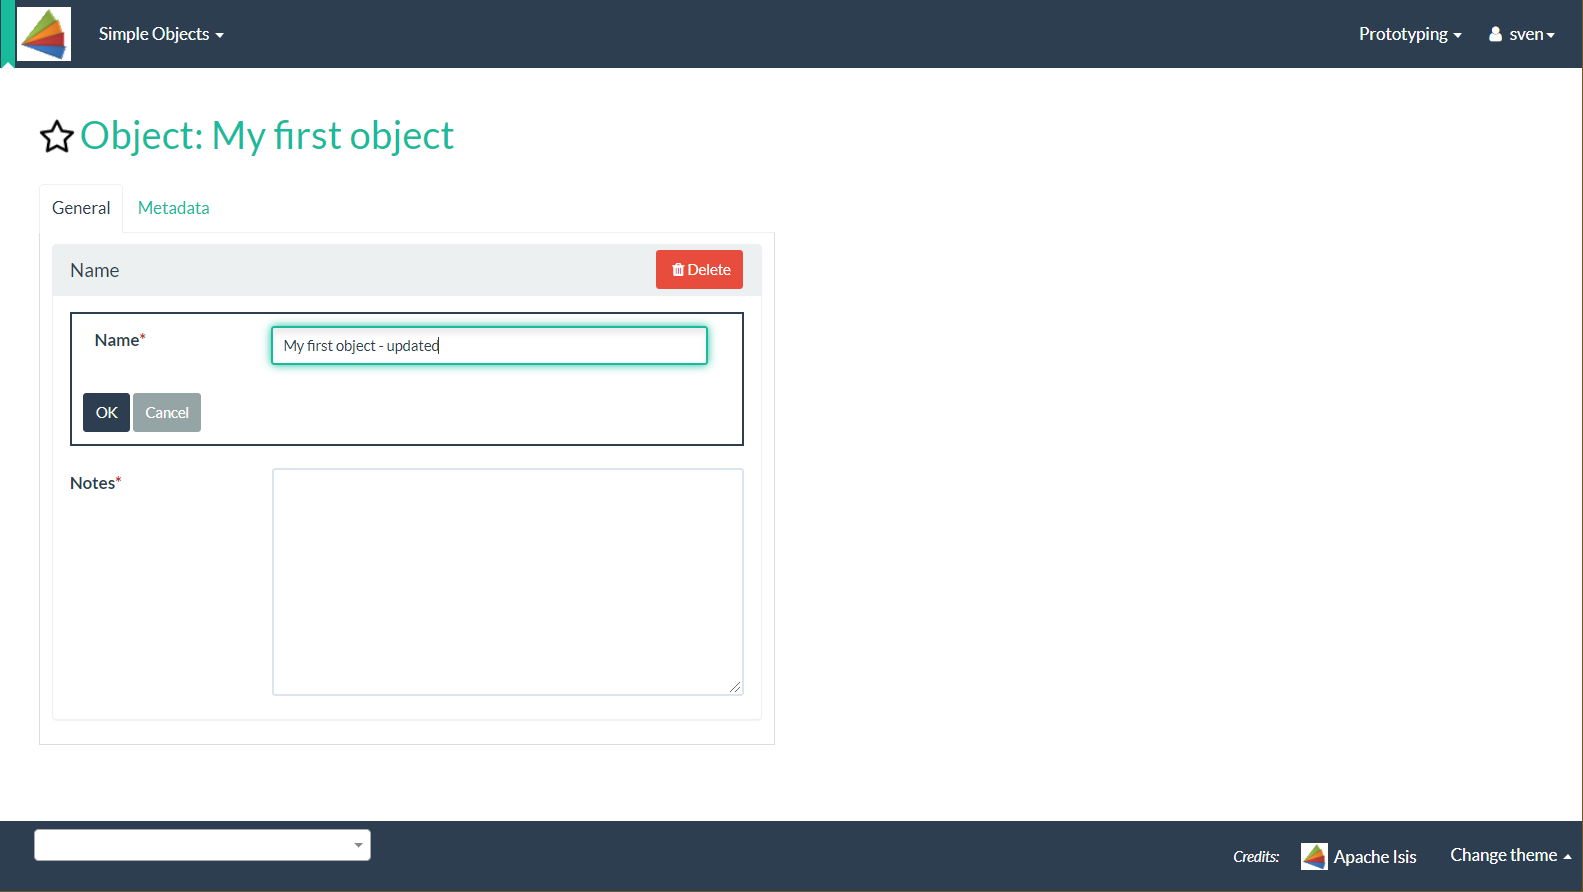 Simple Objects
Prototyping
sven
Object: My first object
General
Metadata
Name
Delete
Name*
My first object - updated
OK
Cancel
Notes*
Credits:
Apache Isis
Change theme